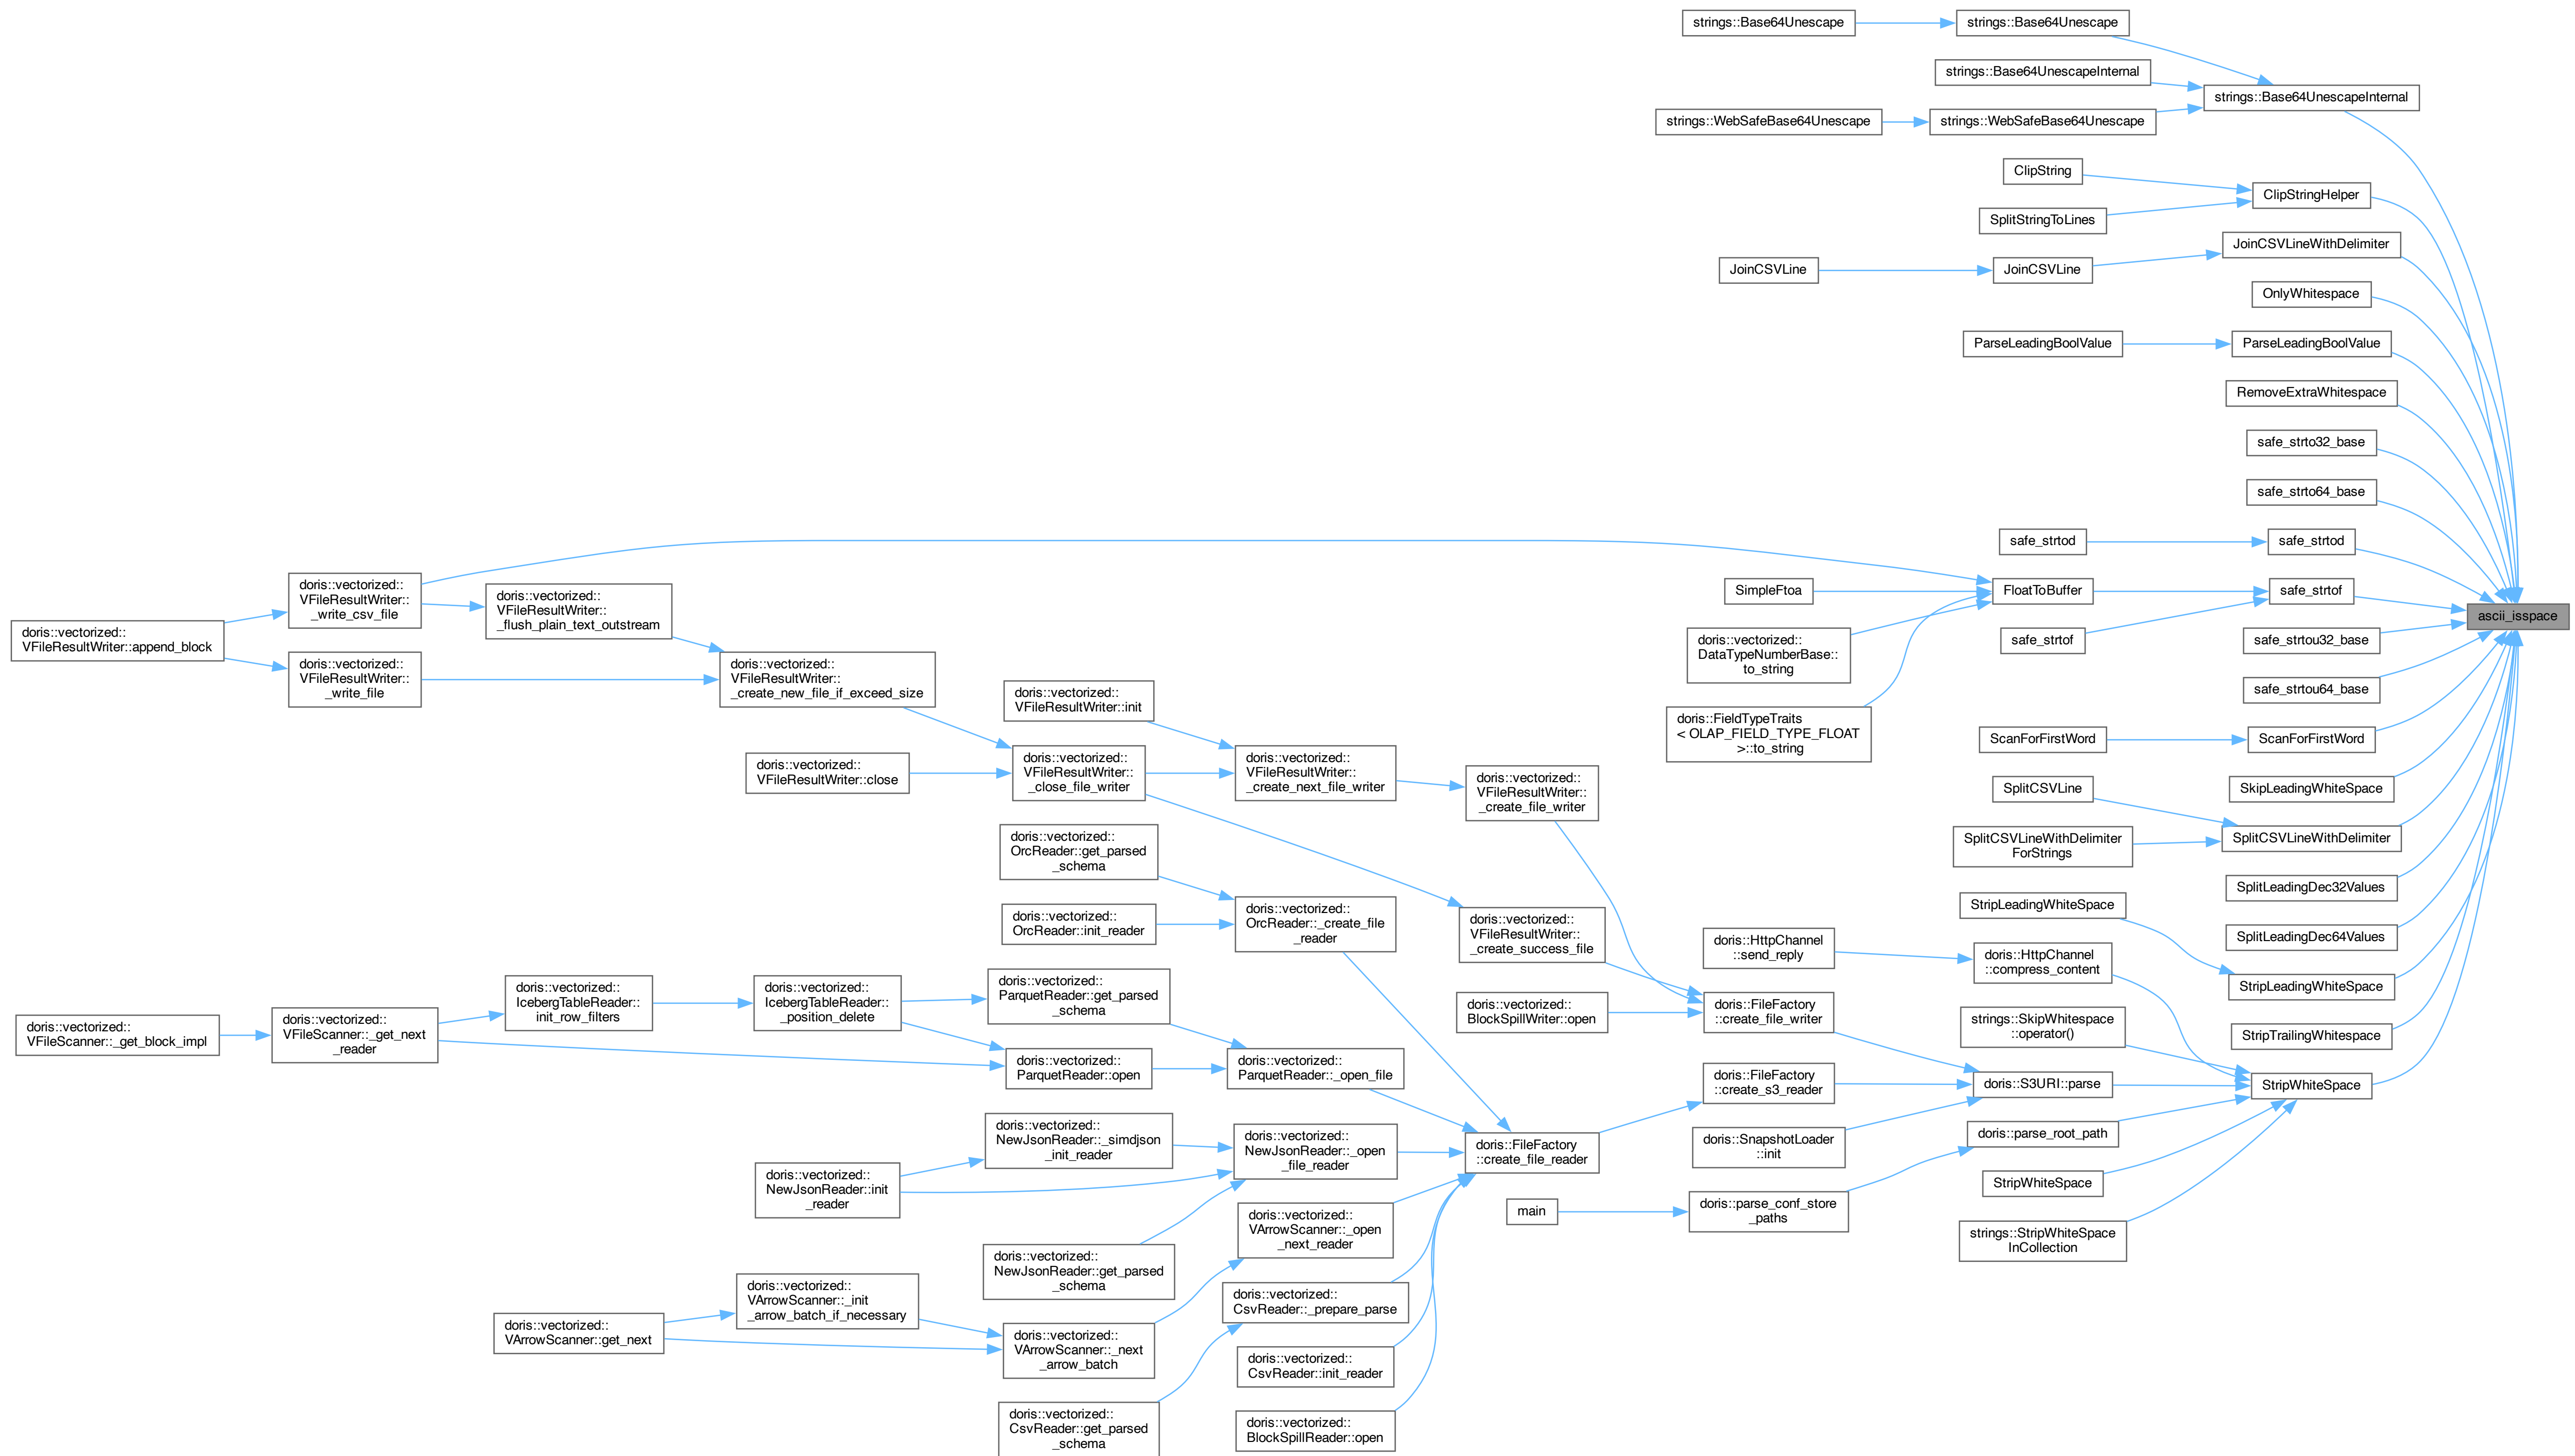 strings::Base64Unescape
strings::Base64Unescape
strings::Base64UnescapeInternal
strings::Base64UnescapeInternal
strings::WebSafeBase64Unescape
strings::WebSafeBase64Unescape
ClipString
ClipStringHelper
SplitStringToLines
JoinCSVLineWithDelimiter
JoinCSVLine
JoinCSVLine
OnlyWhitespace
ParseLeadingBoolValue
ParseLeadingBoolValue
RemoveExtraWhitespace
safe_strto32_base
safe_strto64_base
safe_strtod
safe_strtod
doris::vectorized::
VFileResultWriter::
_write_csv_file
doris::vectorized::
VFileResultWriter::
_flush_plain_text_outstream
SimpleFtoa
FloatToBuffer
safe_strtof
ascii_isspace
doris::vectorized::
VFileResultWriter::append_block
doris::vectorized::
DataTypeNumberBase::
to_string
safe_strtof
safe_strtou32_base
doris::vectorized::
VFileResultWriter::
_write_file
doris::vectorized::
VFileResultWriter::
_create_new_file_if_exceed_size
safe_strtou64_base
doris::vectorized::
VFileResultWriter::init
doris::FieldTypeTraits
< OLAP_FIELD_TYPE_FLOAT
>::to_string
ScanForFirstWord
ScanForFirstWord
doris::vectorized::
VFileResultWriter::close
doris::vectorized::
VFileResultWriter::
_close_file_writer
doris::vectorized::
VFileResultWriter::
_create_next_file_writer
doris::vectorized::
VFileResultWriter::
_create_file_writer
SplitCSVLine
SkipLeadingWhiteSpace
doris::vectorized::
OrcReader::get_parsed
_schema
SplitCSVLineWithDelimiter
ForStrings
SplitCSVLineWithDelimiter
SplitLeadingDec32Values
doris::vectorized::
OrcReader::init_reader
doris::vectorized::
OrcReader::_create_file
_reader
doris::vectorized::
VFileResultWriter::
_create_success_file
StripLeadingWhiteSpace
SplitLeadingDec64Values
doris::HttpChannel
::send_reply
doris::HttpChannel
::compress_content
StripLeadingWhiteSpace
doris::vectorized::
VFileScanner::_get_block_impl
doris::vectorized::
VFileScanner::_get_next
_reader
doris::vectorized::
IcebergTableReader::
init_row_filters
doris::vectorized::
IcebergTableReader::
_position_delete
doris::vectorized::
ParquetReader::get_parsed
_schema
doris::vectorized::
BlockSpillWriter::open
doris::FileFactory
::create_file_writer
strings::SkipWhitespace
::operator()
StripTrailingWhitespace
doris::vectorized::
ParquetReader::open
doris::vectorized::
ParquetReader::_open_file
doris::FileFactory
::create_s3_reader
doris::S3URI::parse
StripWhiteSpace
doris::vectorized::
NewJsonReader::_simdjson
_init_reader
doris::vectorized::
NewJsonReader::_open
_file_reader
doris::FileFactory
::create_file_reader
doris::SnapshotLoader
::init
doris::parse_root_path
doris::vectorized::
NewJsonReader::init
_reader
StripWhiteSpace
doris::vectorized::
VArrowScanner::_open
_next_reader
main
doris::parse_conf_store
_paths
strings::StripWhiteSpace
InCollection
doris::vectorized::
NewJsonReader::get_parsed
_schema
doris::vectorized::
VArrowScanner::get_next
doris::vectorized::
VArrowScanner::_init
_arrow_batch_if_necessary
doris::vectorized::
CsvReader::_prepare_parse
doris::vectorized::
VArrowScanner::_next
_arrow_batch
doris::vectorized::
CsvReader::init_reader
doris::vectorized::
CsvReader::get_parsed
_schema
doris::vectorized::
BlockSpillReader::open